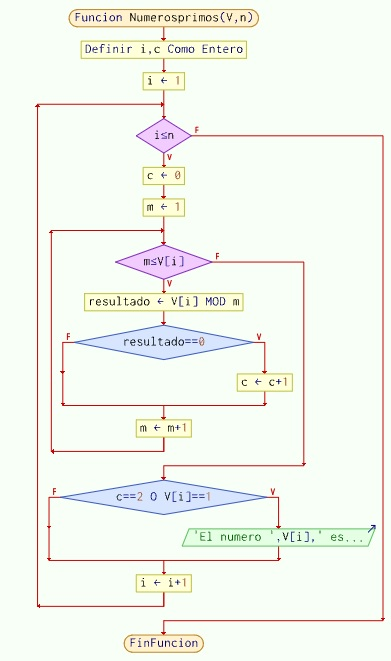 Funcion Numerosprimos(V,n)
Definir i,c Como Entero
i ← 1
i≤n
F
V
c ← 0
m ← 1
m≤V[i]
F
V
resultado ← V[i] MOD m
F
resultado==0
V
c ← c+1
m ← m+1
F
c==2 O V[i]==1
V
'El numero ',V[i],' es...
i ← i+1
FinFuncion